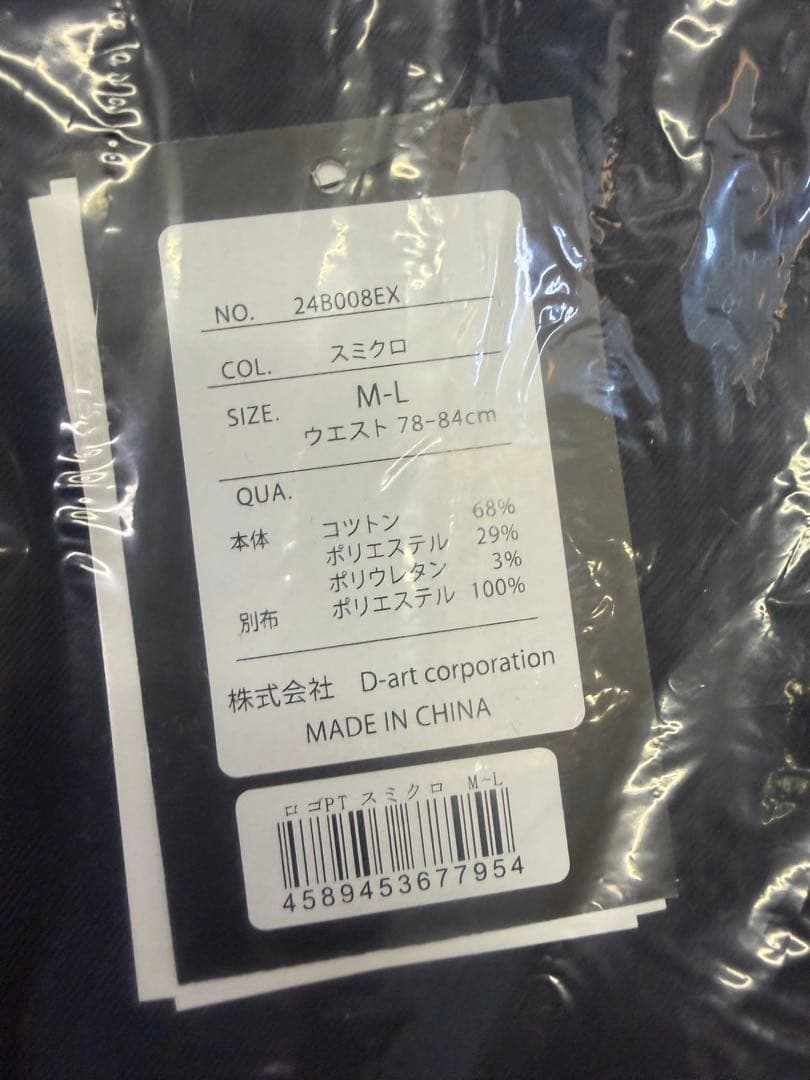 NO. 24B008EX
COL. スミクロ
SIZE. M-L
ウエスト 78-84cm
QUA.
本体 コツトン 68%
ポリエステル 29%
ポリウレタン 3%
別布 ポリエステル 100%
株式会社 D-art corporation
MADE IN CHINA
ロゴPT スミクロ M~L
4589453677954